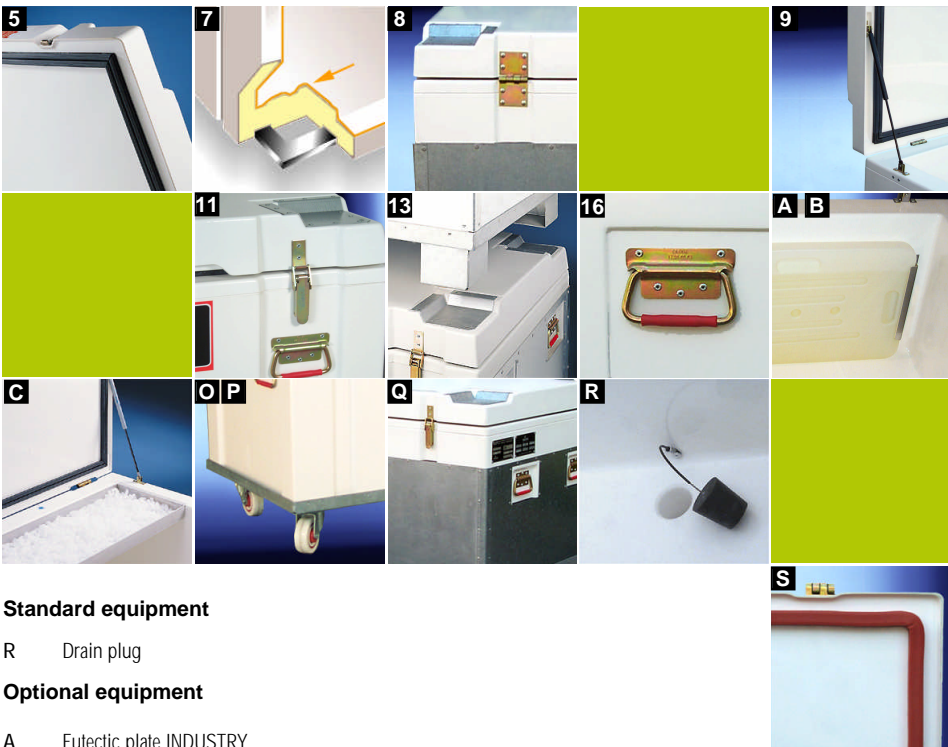 5
7
8
9
11
13
16
A B
C
O P
Q
R
S
Standard equipment
R Drain plug
Optional equipment
A Eutectic plate INDUSTRY